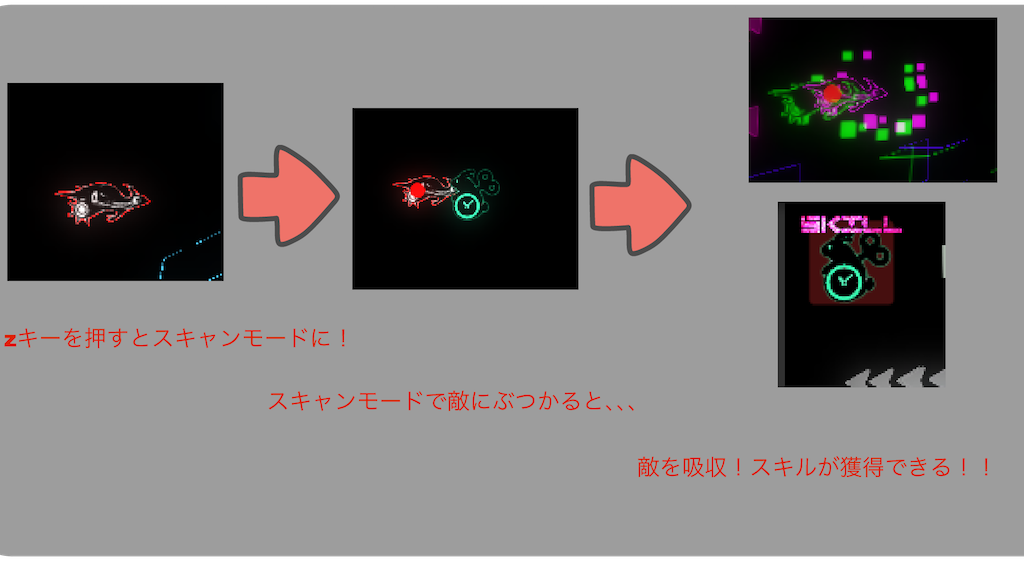 SKILL
zキーを押すとスキャンモードに！
スキャンモードで敵にぶつかると､､､
敵を吸収！スキルが獲得できる！！